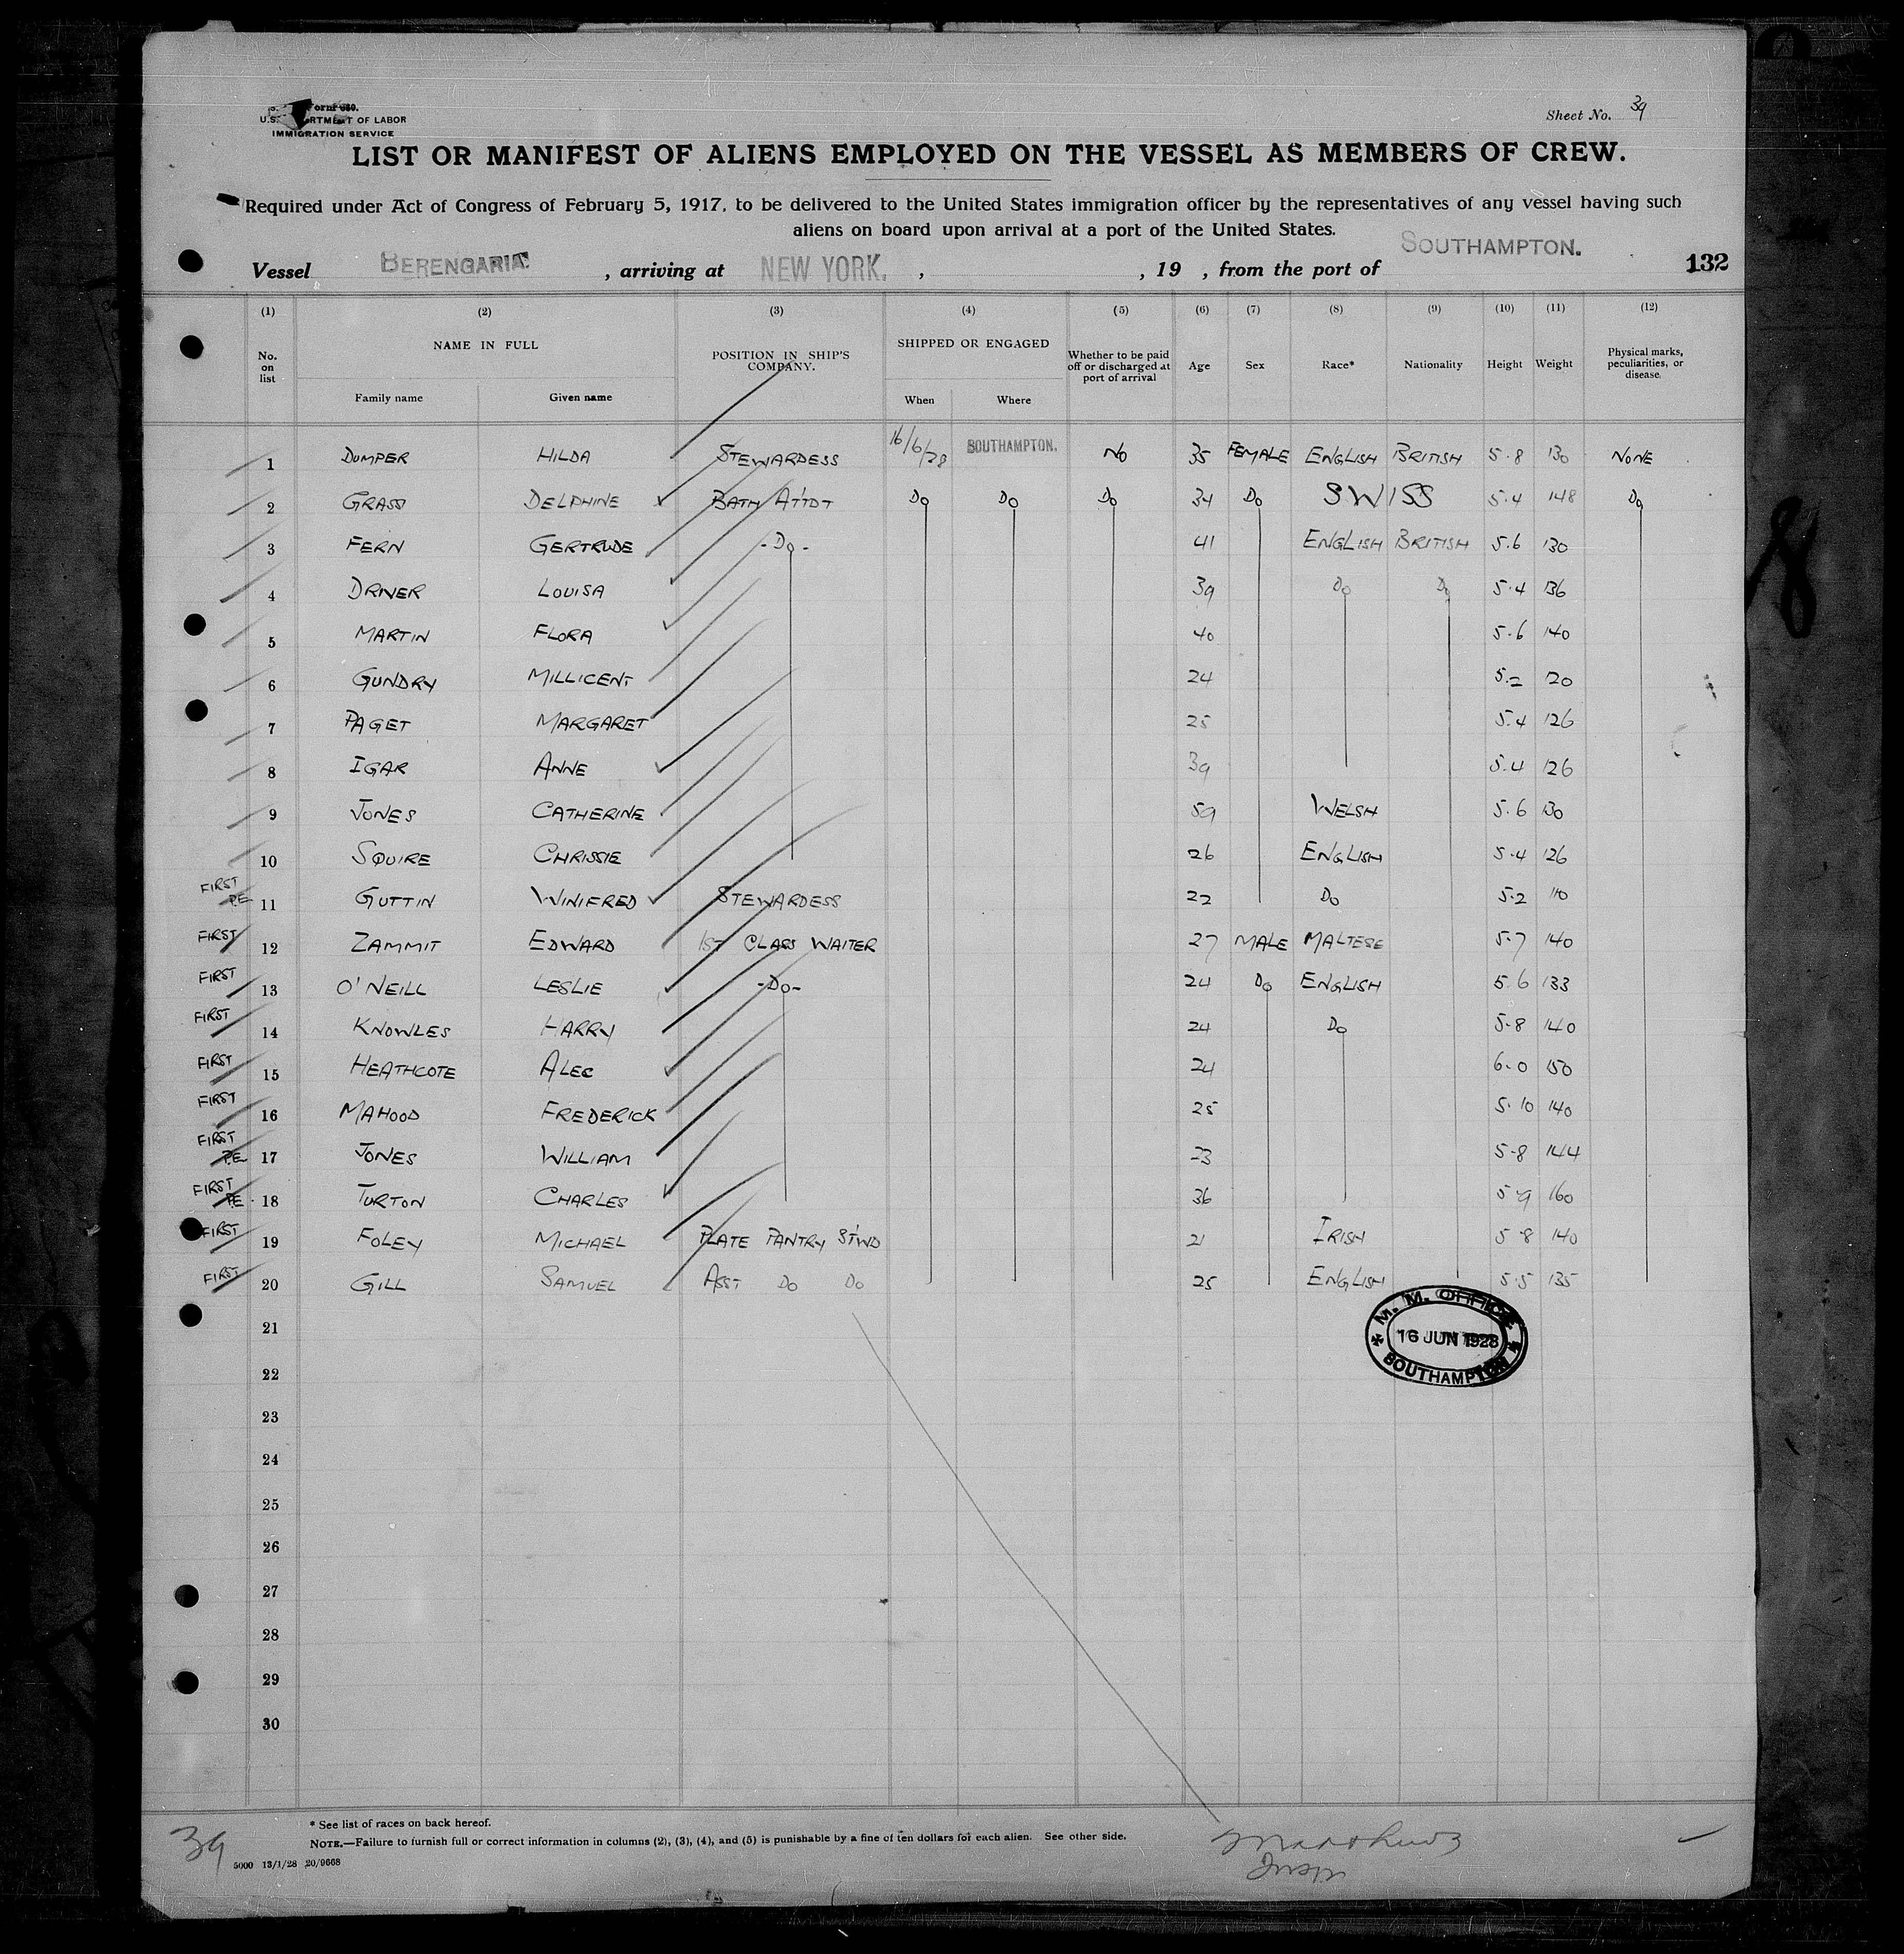 Form 680.
U.S. DEPARTMENT OF LABOR
IMMIGRATION SERVICE
Sheet No. 39
LIST OR MANIFEST OF ALIENS EMPLOYED ON THE VESSEL AS MEMBERS OF CREW.
Required under Act of Congress of February 5, 1917, to be delivered to the United States immigration officer by the representatives of any vessel having such
aliens on board upon arrival at a port of the United States.
Vessel BERENGARIA , arriving at NEW YORK. , , 19 , from the port of SOUTHAMPTON. 132
(1) (2) (3) (4) (5) (6) (7) (8) (9) (10) (11) (12)
No. on list NAME IN FULL Family name Given name POSITION IN SHIP'S COMPANY. SHIPPED OR ENGAGED When Where Whether to be paid off or discharged at port of arrival Age Sex Race* Nationality Height Weight Physical marks, peculiarities, or disease.
1 DUMPER HILDA STEWARDESS 16/6/28 SOUTHAMPTON. NO 35 FEMALE ENGLISH BRITISH 5.8 130 NONE
2 GRASS DELPHINE BATH ATT'DT DO DO DO 34 DO SWISS 5.4 148 DO
3 FERN GERTRUDE -DO- 41 ENGLISH BRITISH 5.6 130
4 DRIVER LOUISA 39 DO DO 5.4 136
5 MARTIN FLORA 40 5.6 140
6 GUNDRY MILLICENT 24 5.2 120
7 PAGET MARGARET 25 5.4 126
8 IGAR ANNE 39 5.4 126
9 JONES CATHERINE 59 WELSH 5.6 130
10 SQUIRE CHRISSIE 26 ENGLISH 5.4 126
FIRST P.E. 11 GUTTIN WINIFRED STEWARDESS 22 DO 5.2 110
FIRST 12 ZAMMIT EDWARD 1ST CLASS WAITER 27 MALE MALTESE 5.7 140
FIRST 13 O'NEILL LESLIE -DO- 24 DO ENGLISH 5.6 133
FIRST 14 KNOWLES HARRY 24 DO 5.8 140
FIRST 15 HEATHCOTE ALEC 24 6.0 150
FIRST 16 MAHOOD FREDERICK 25 5.10 140
FIRST P.E. 17 JONES WILLIAM 23 5.8 144
FIRST P.E. 18 TURTON CHARLES 36 5.9 160
FIRST 19 FOLEY MICHAEL PLATE PANTRY ST'WD 21 IRISH 5.8 140
FIRST 20 GILL SAMUEL ASST DO DO 25 ENGLISH 5.5 135
21
M. M. OFFICE
16 JUN 1928
SOUTHAMPTON
22
23
24
25
26
27
28
29
30
* See list of races on back hereof.
NOTE.—Failure to furnish full or correct information in columns (2), (3), (4), and (5) is punishable by a fine of ten dollars for each alien. See other side.
39
5000 13/1/28 20/9668
Insp